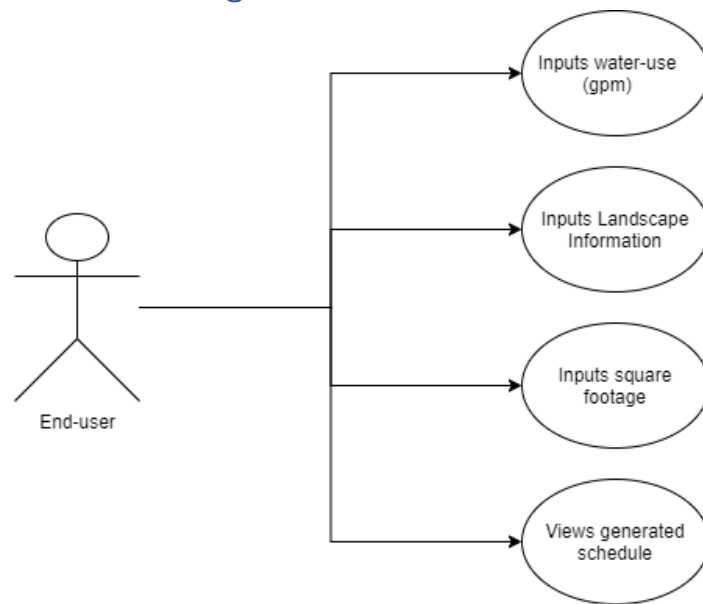 Inputs water-use
(gpm)
Inputs Landscape
Information
Inputs square
footage
End-user
Views generated
schedule